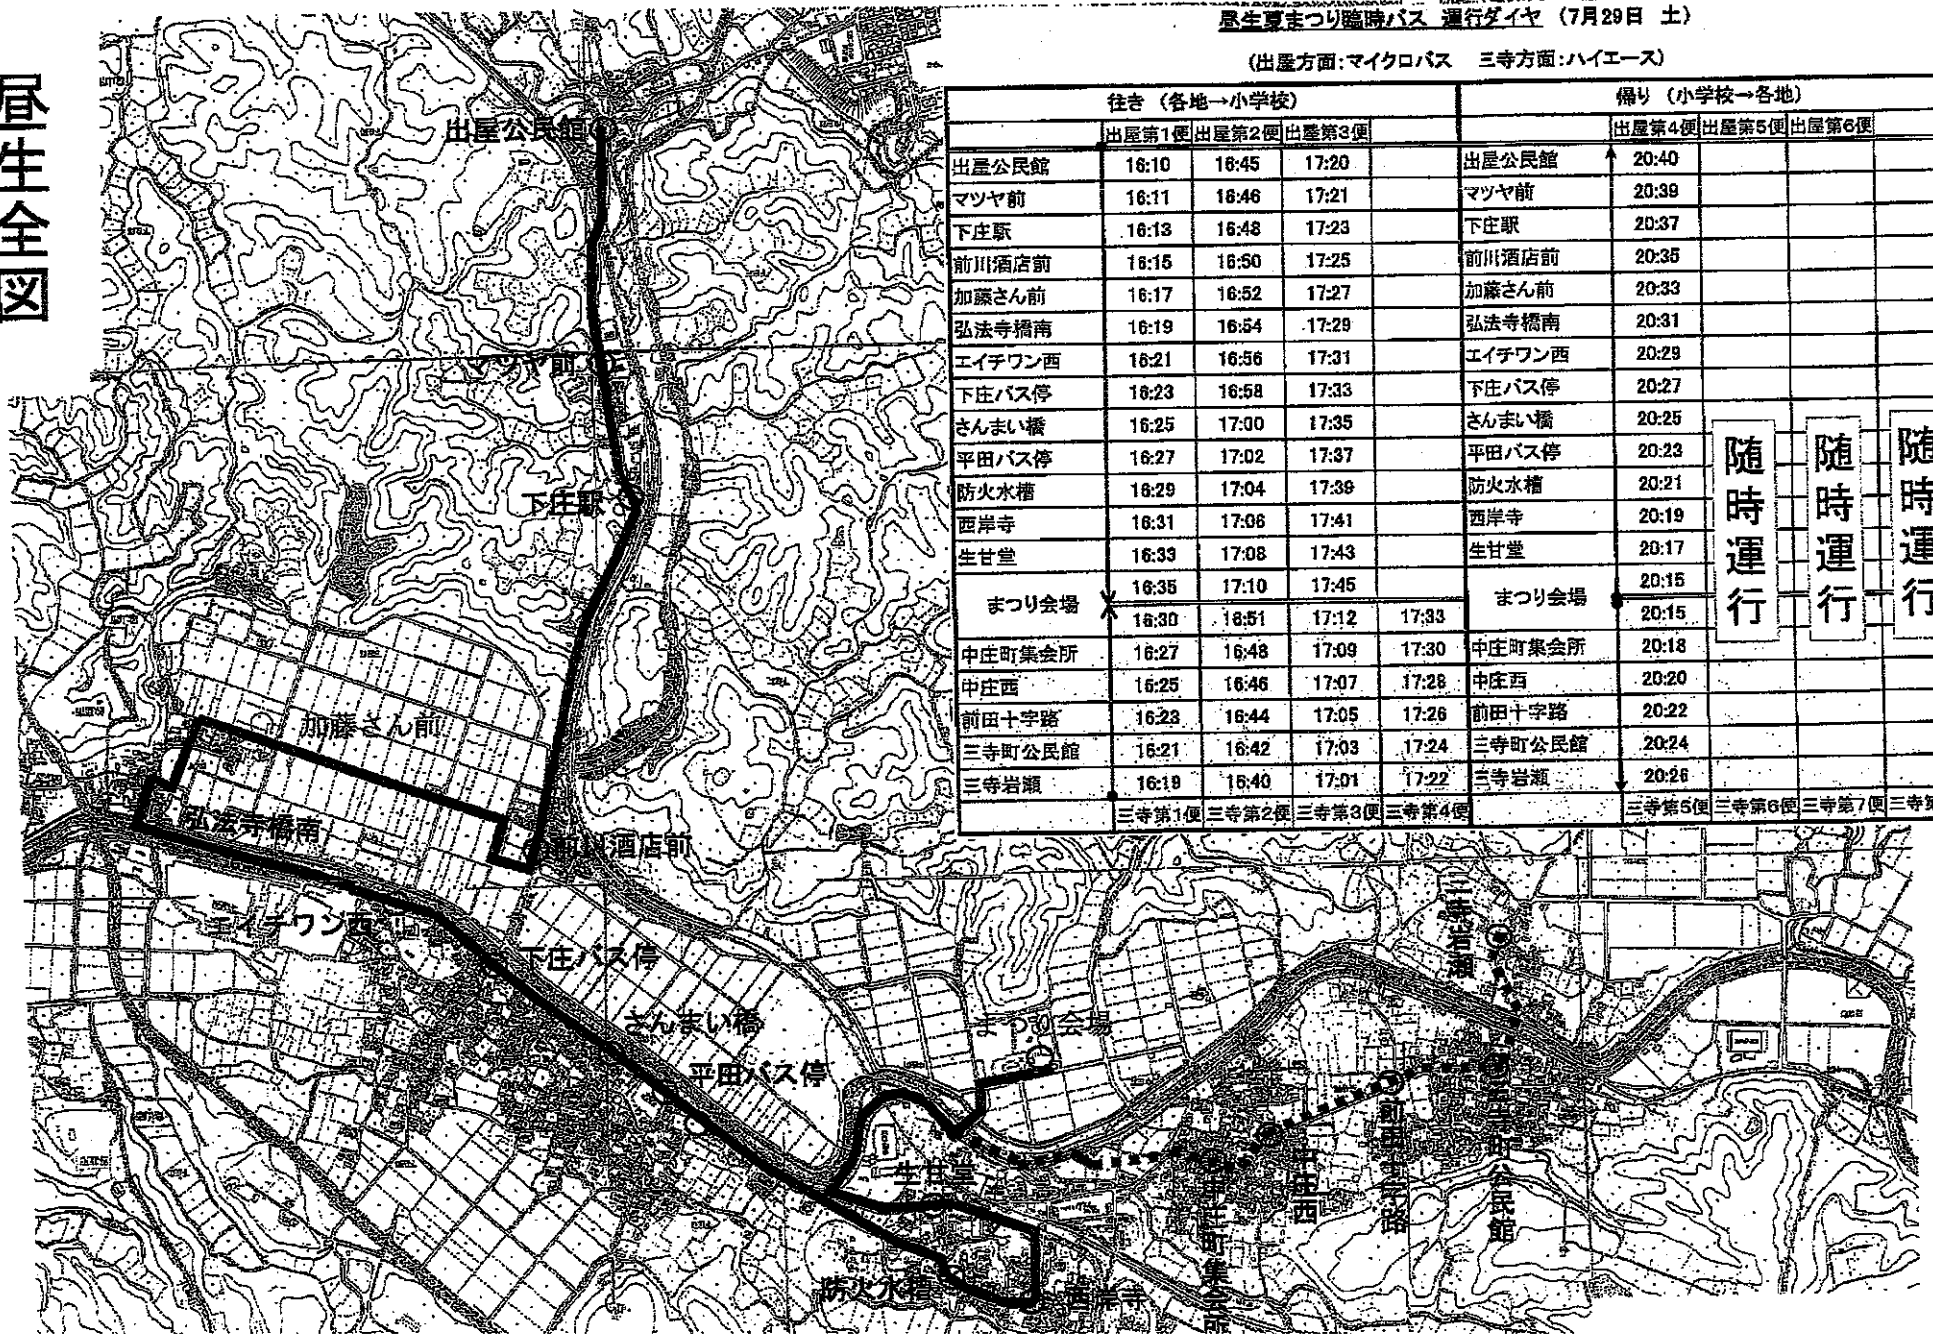 昼生全図
昼生夏まつり臨時バス 運行ダイヤ (7月29日 土)
(出屋方面:マイクロバス 三寺方面:ハイエース)
往き (各地→小学校) 帰り (小学校→各地)
出屋第1便 出屋第2便 出屋第3便 出屋第4便 出屋第5便 出屋第6便
出屋公民館 16:10 16:45 17:20 出屋公民館 20:40
マツヤ前 16:11 16:46 17:21 マツヤ前 20:39
下庄駅 16:13 16:48 17:23 下庄駅 20:37
前川酒店前 16:15 16:50 17:25 前川酒店前 20:35
加藤さん前 16:17 16:52 17:27 加藤さん前 20:33
弘法寺橋南 16:19 16:54 17:29 弘法寺橋南 20:31
エイチワン西 16:21 16:56 17:31 エイチワン西 20:29
下庄バス停 16:23 16:58 17:33 下庄バス停 20:27
さんまい橋 16:25 17:00 17:35 さんまい橋 20:25
平田バス停 16:27 17:02 17:37 平田バス停 20:23
防火水槽 16:29 17:04 17:39 防火水槽 20:21
西岸寺 16:31 17:06 17:41 西岸寺 20:19
生甘堂 16:33 17:08 17:43 生甘堂 20:17
まつり会場 16:35 17:10 17:45 まつり会場 20:15
16:30 16:51 17:12 17:33 20:15
中庄町集会所 16:27 16:48 17:09 17:30 中庄町集会所 20:18
中庄西 16:25 16:46 17:07 17:28 中庄西 20:20
前田十字路 16:23 16:44 17:05 17:26 前田十字路 20:22
三寺町公民館 16:21 16:42 17:03 17:24 三寺町公民館 20:24
三寺岩瀬 16:19 16:40 17:01 17:22 三寺岩瀬 20:26
三寺第1便 三寺第2便 三寺第3便 三寺第4便 三寺第5便 三寺第6便 三寺第7便 三寺第
随時運行
随時運行
随時運行
出屋公民館
マツヤ前
下庄駅
加藤さん前
弘法寺橋南
前川酒店前
エイチワン西
下庄バス停
さんまい橋
平田バス停
まつり会場
三寺岩瀬
生甘堂
防火水槽
西岸寺
中庄町集会所
中庄西
前田十字路
三寺町公民館